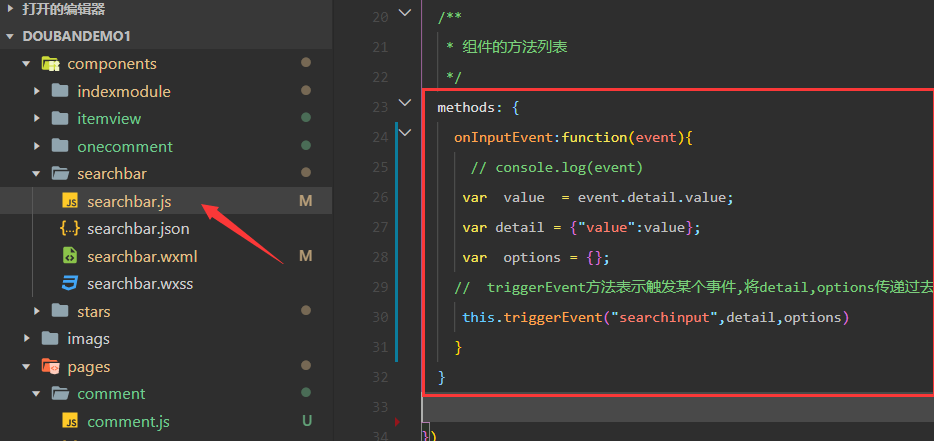 打开的编辑器
DOUBANDEMO1
components
indexmodule
itemview
onecomment
searchbar
searchbar.js M
searchbar.json
searchbar.wxml M
searchbar.wxss
stars
imags
pages
comment
comment.js U
20 /**
21 * 组件的方法列表
22 */
23 methods: {
24 onInputEvent:function(event){
25 // console.log(event)
26 var value = event.detail.value;
27 var detail = {"value":value};
28 var options = {};
29 // triggerEvent方法表示触发某个事件,将detail,options传递过去
30 this.triggerEvent("searchinput",detail,options)
31 }
32 }
33
34 })